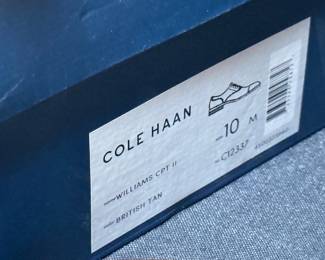 COLE HAAN
10 M
WILLIAMS CPT II
C12337
BRITISH TAN